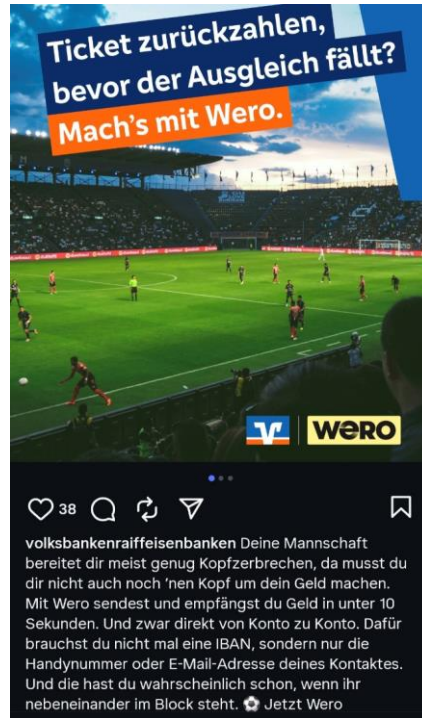 Ticket zurückzahlen,
bevor der Ausgleich fällt?
Mach's mit Wero.
wero
38
volksbankenraiffeisenbanken Deine Mannschaft
bereitet dir meist genug Kopfzerbrechen, da musst du
dir nicht auch noch 'nen Kopf um dein Geld machen.
Mit Wero sendest und empfängst du Geld in unter 10
Sekunden. Und zwar direkt von Konto zu Konto. Dafür
brauchst du nicht mal eine IBAN, sondern nur die
Handynummer oder E-Mail-Adresse deines Kontaktes.
Und die hast du wahrscheinlich schon, wenn ihr
nebeneinander im Block steht. ⚽ Jetzt Wero